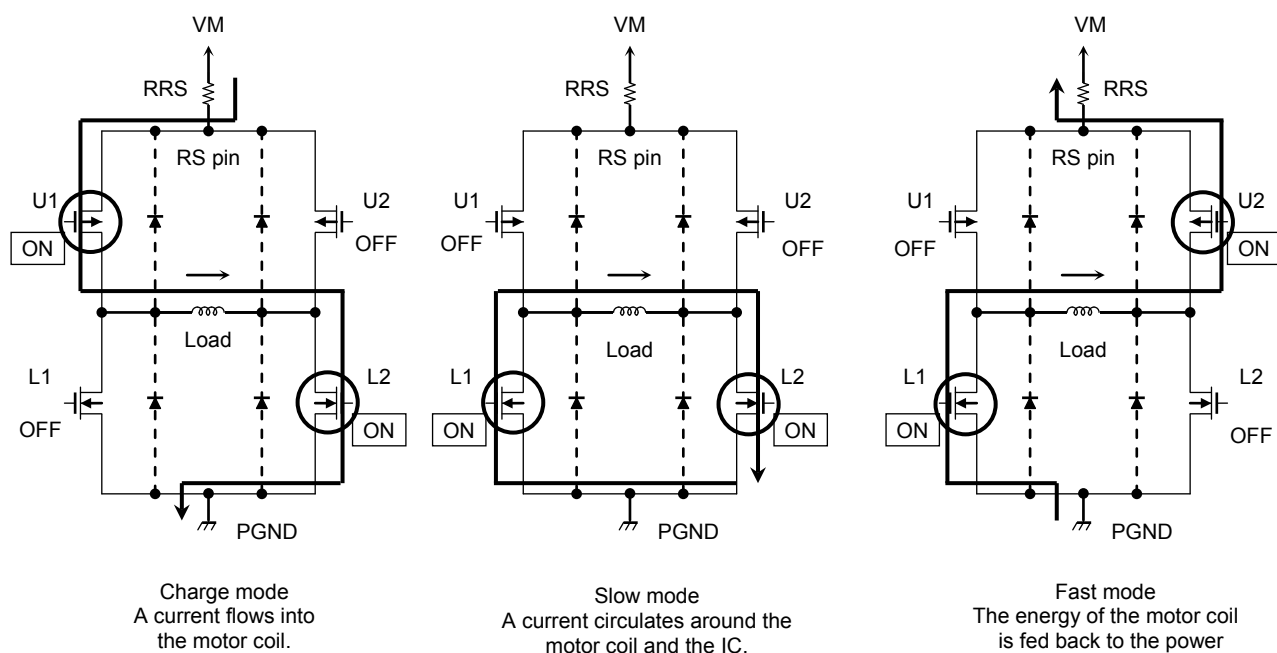 VM
RRS
RS pin
U1
U2
ON
OFF
Load
L1
L2
OFF
ON
PGND
Charge mode
A current flows into
the motor coil.
VM
RRS
RS pin
U1
U2
OFF
OFF
Load
L1
L2
ON
ON
PGND
Slow mode
A current circulates around the
motor coil and the IC.
VM
RRS
RS pin
U1
U2
OFF
ON
Load
L1
L2
ON
OFF
PGND
Fast mode
The energy of the motor coil
is fed back to the power